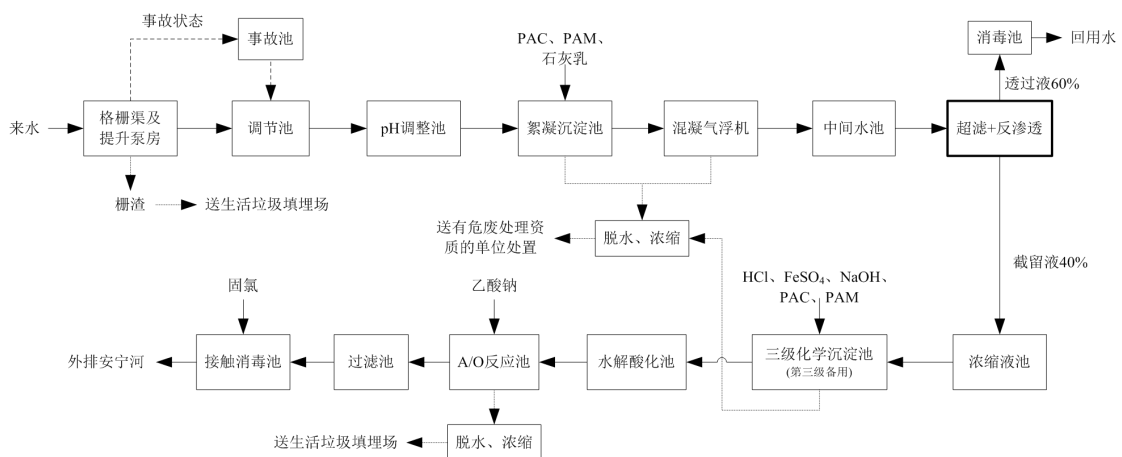 事故状态
事故池
PAC、PAM、
石灰乳
消毒池
回用水
透过液60%
来水
格栅渠及
提升泵房
调节池
pH调整池
絮凝沉淀池
混凝气浮机
中间水池
超滤+反渗透
栅渣
送生活垃圾填埋场
送有危废处理资
质的单位处置
脱水、浓缩
截留液40%
HCl、FeSO₄、NaOH、
PAC、PAM
固氯
乙酸钠
外排安宁河
接触消毒池
过滤池
A/O反应池
水解酸化池
三级化学沉淀池
(第三级备用)
浓缩液池
送生活垃圾填埋场
脱水、浓缩